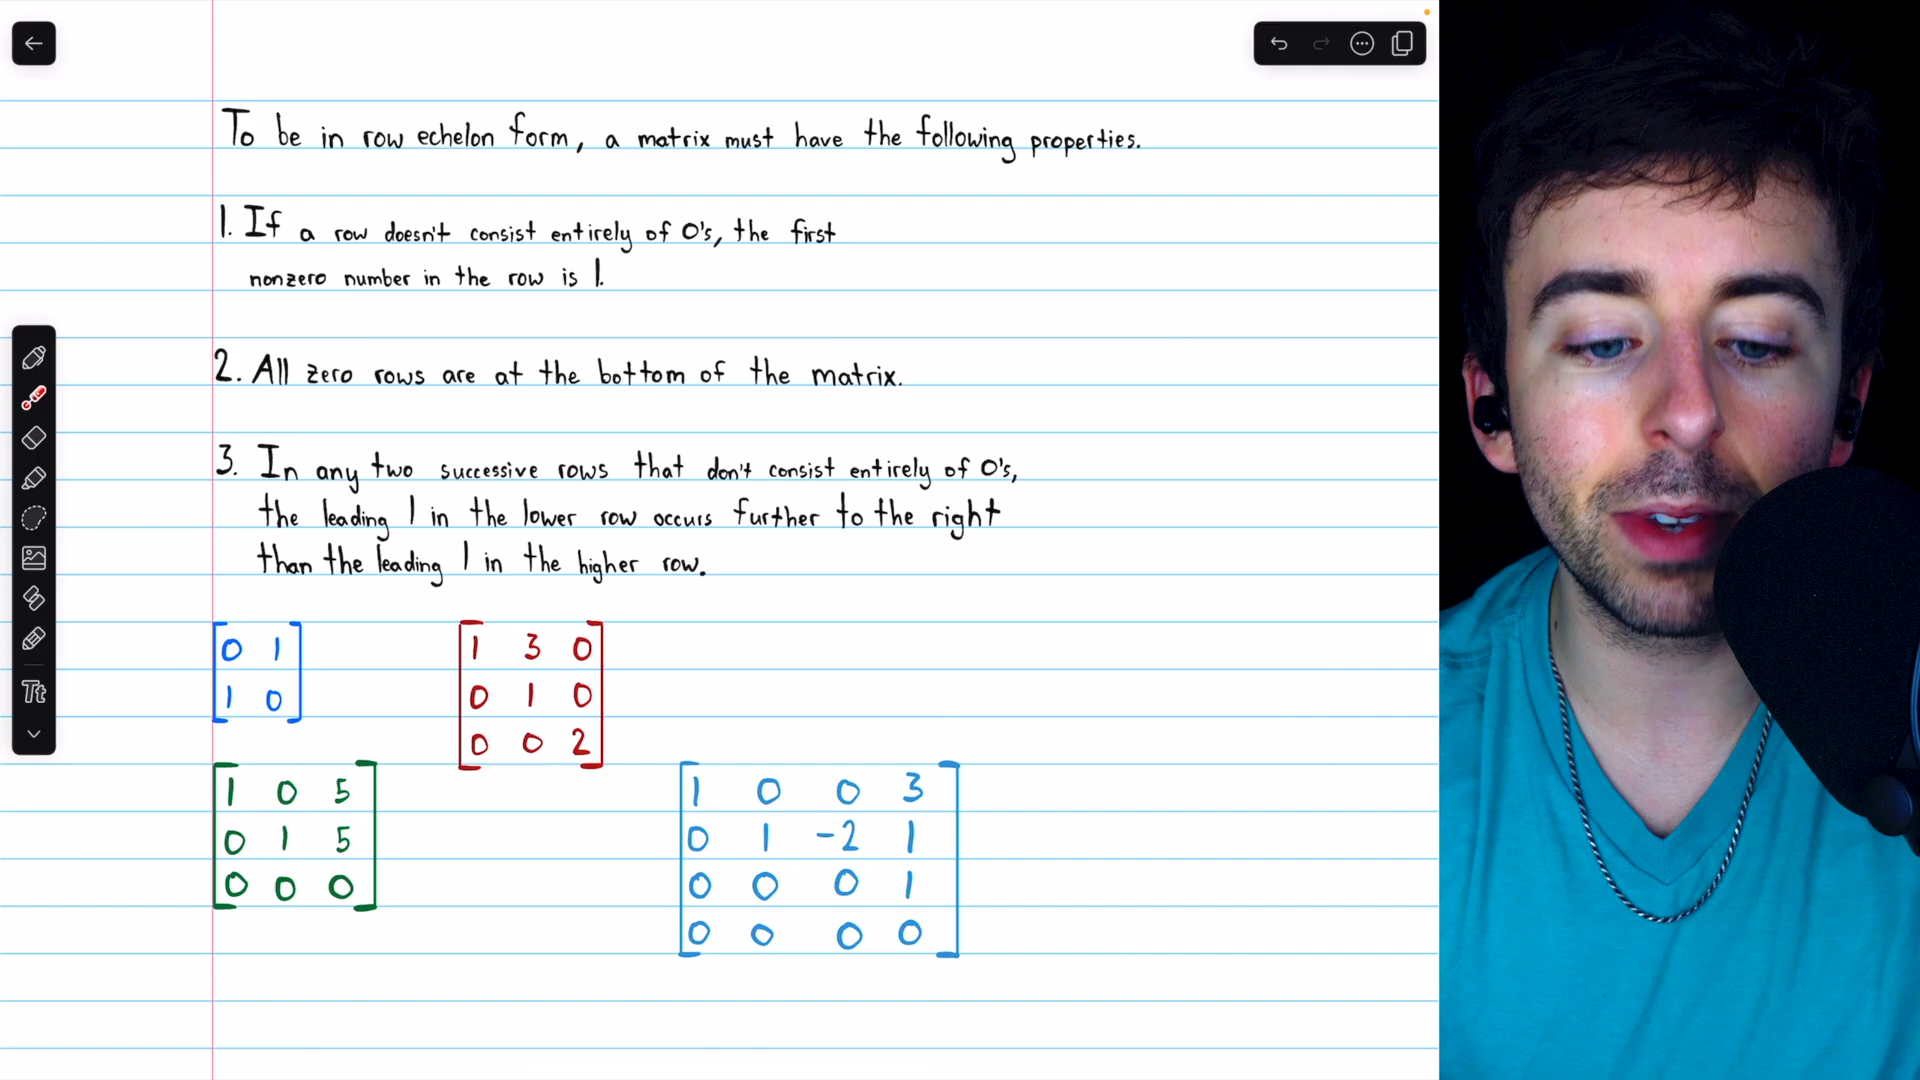 To be in row echelon form, a matrix must have the following properties.
1. If a row doesn't consist entirely of 0's, the first
nonzero number in the row is 1.
2. All zero rows are at the bottom of the matrix.
3. In any two successive rows that don't consist entirely of 0's,
the leading 1 in the lower row occurs further to the right
than the leading 1 in the higher row.
0 1
1 0
1 3 0
0 1 0
0 0 2
1 0 5
0 1 5
0 0 0
1 0 0 3
0 1 -2 1
0 0 0 1
0 0 0 0
Tt